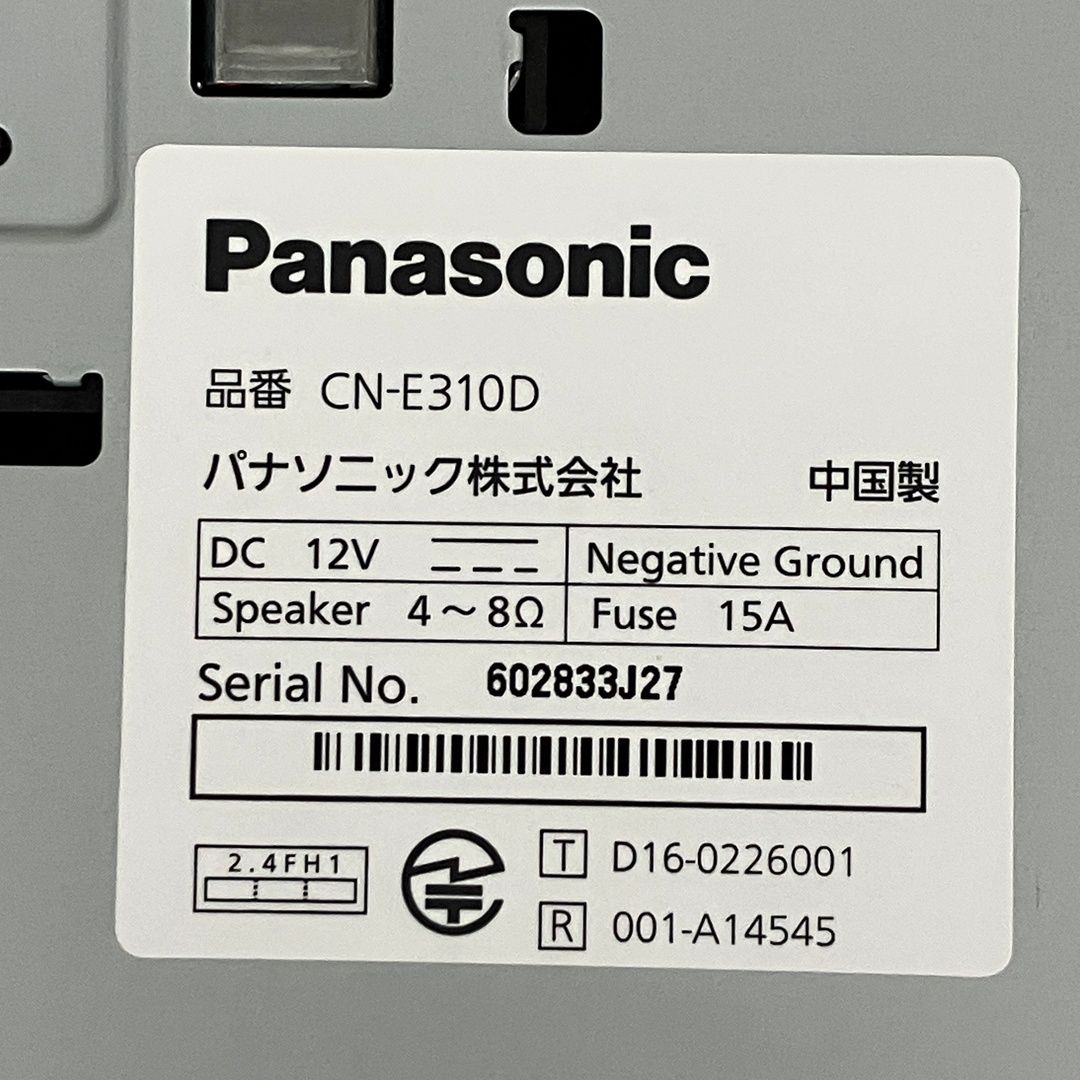 Panasonic
品番 CN-E310D
パナソニック株式会社 中国製
DC 12V Negative Ground
Speaker 4～8Ω Fuse 15A
Serial No. 602833J27
2.4FH1
T D16-0226001
R 001-A14545